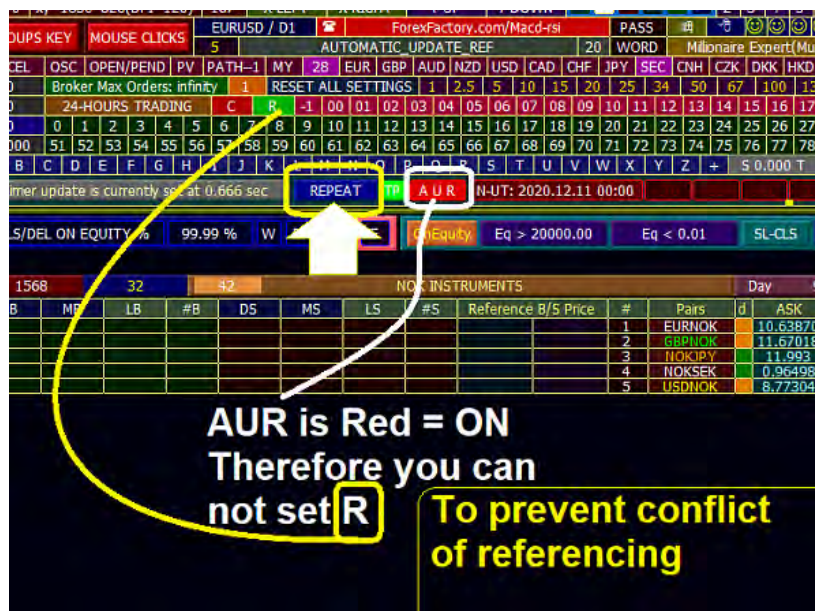 EURUSD / D1 ForexFactory.com/Macd-rsi PASS
OUPS KEY MOUSE CLICKS 5 AUTOMATIC_UPDATE_REF 20 WORD Millionaire Expert(Mu
CEL OSC OPEN/PEND PV PATH--1 MY 28 EUR GBP AUD NZD USD CAD CHF JPY SEC CNH CZK DKK HKD
Broker Max Orders: infinity 1 RESET ALL SETTINGS 1 2.5 5 10 15 20 25 34 50 67 100 13
24-HOURS TRADING C R -1 00 01 02 03 04 05 06 07 08 09 10 11 12 13 14 15 16 17
0 1 2 3 4 5 6 7 8 9 10 11 12 13 14 15 16 17 18 19 20 21 22 23 24 25 26 27
000 51 52 53 54 55 56 57 58 59 60 61 62 63 64 65 66 67 68 69 70 71 72 73 74 75 76 77 78
B C D E F G H I J K L M N O P Q R S T U V W X Y Z + S 0.000 T
imer update is currently set at 0.666 sec REPEAT TP A U R N-UT: 2020.12.11 00:00
LS/DEL ON EQUITY % 99.99 % W OnEquity Eq > 20000.00 Eq < 0.01 SL-CLS
1568 32 42 NOK INSTRUMENTS Day
B MB LB #B DS MS LS #S Reference B/S Price # Pairs d ASK
1 EURNOK 10.63870
2 GBPNOK 11.67018
3 NOKJPY 11.993
4 NOKSEK 0.96498
5 USDNOK 8.77304
AUR is Red = ON
Therefore you can
not set R
To prevent conflict
of referencing